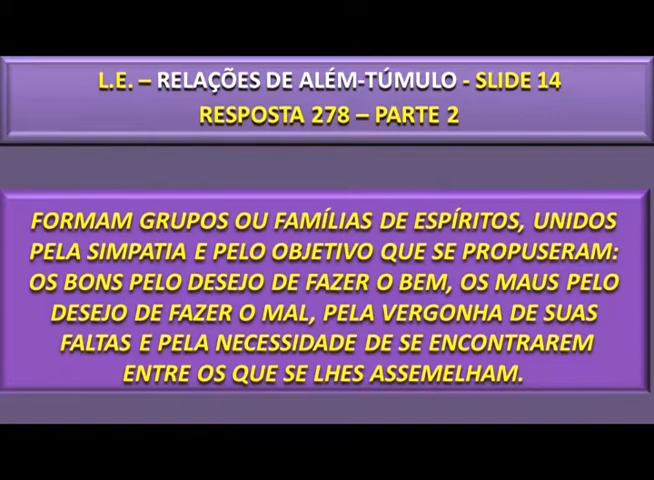 L.E. – RELAÇÕES DE ALÉM-TÚMULO - SLIDE 14
RESPOSTA 278 – PARTE 2
FORMAM GRUPOS OU FAMÍLIAS DE ESPÍRITOS, UNIDOS
PELA SIMPATIA E PELO OBJETIVO QUE SE PROPUSERAM:
OS BONS PELO DESEJO DE FAZER O BEM, OS MAUS PELO
DESEJO DE FAZER O MAL, PELA VERGONHA DE SUAS
FALTAS E PELA NECESSIDADE DE SE ENCONTRAREM
ENTRE OS QUE SE LHES ASSEMELHAM.